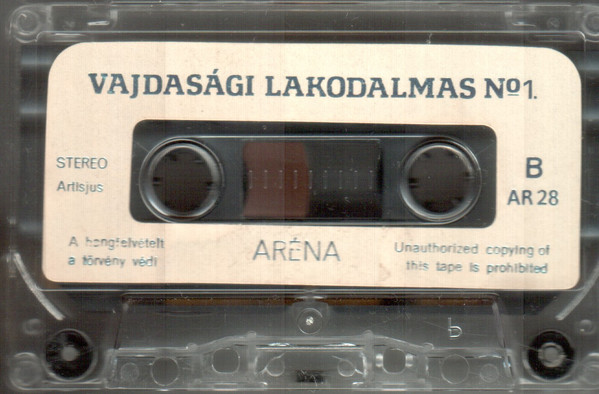 VAJDASÁGI LAKODALMAS Nº1.
STEREO
Artisjus
B
AR 28
A hangfelvételt
a törvény védi
ARÉNA
Unauthorized copying of
this tape is prohibited
b